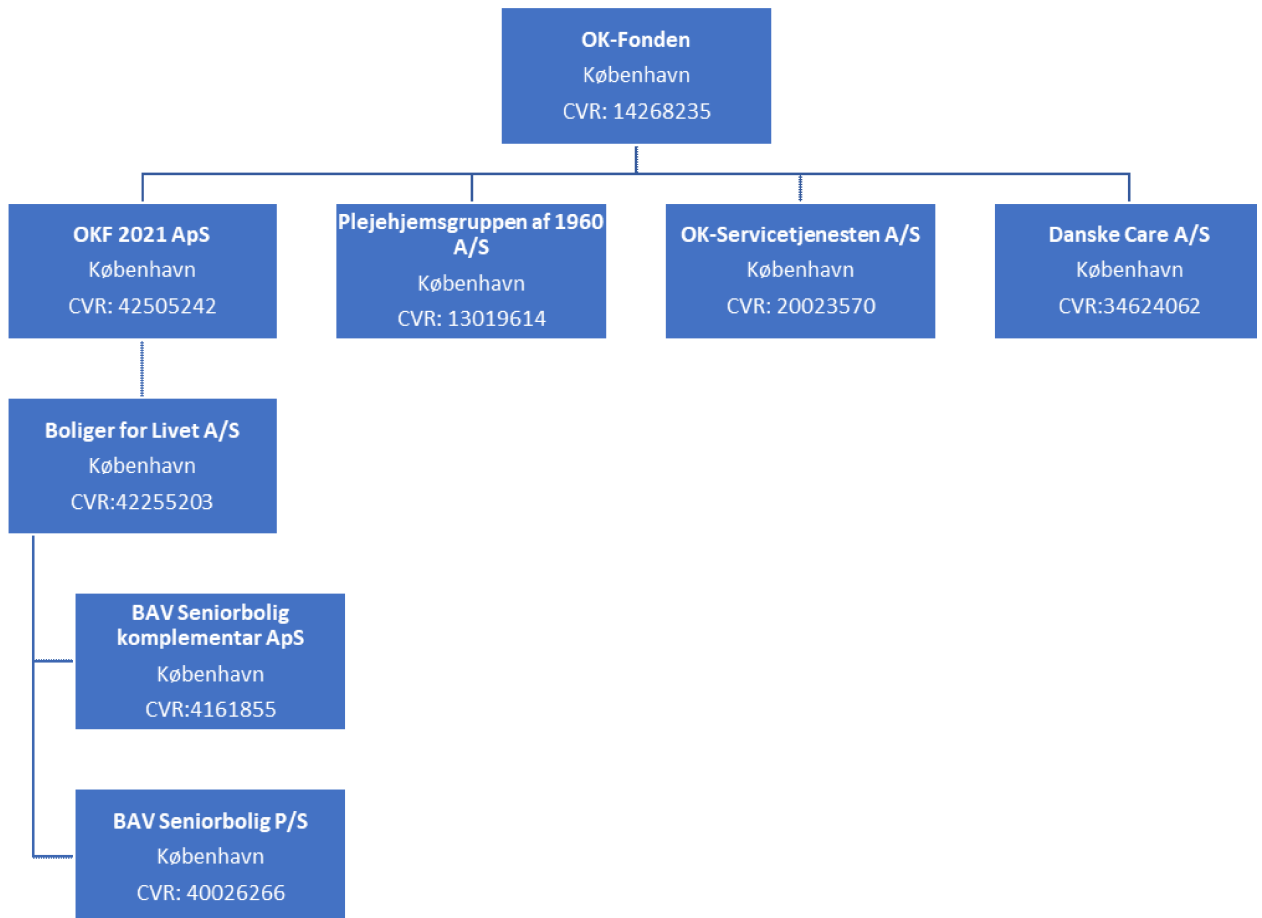 OK-Fonden
København
CVR: 14268235
OKF 2021 ApS
København
CVR: 42505242
Plejehjemsgruppen af 1960
A/S
København
CVR: 13019614
OK-Servicetjenesten A/S
København
CVR: 20023570
Danske Care A/S
København
CVR:34624062
Boliger for Livet A/S
København
CVR:42255203
BAV Seniorbolig
komplementar ApS
København
CVR:4161855
BAV Seniorbolig P/S
København
CVR: 40026266